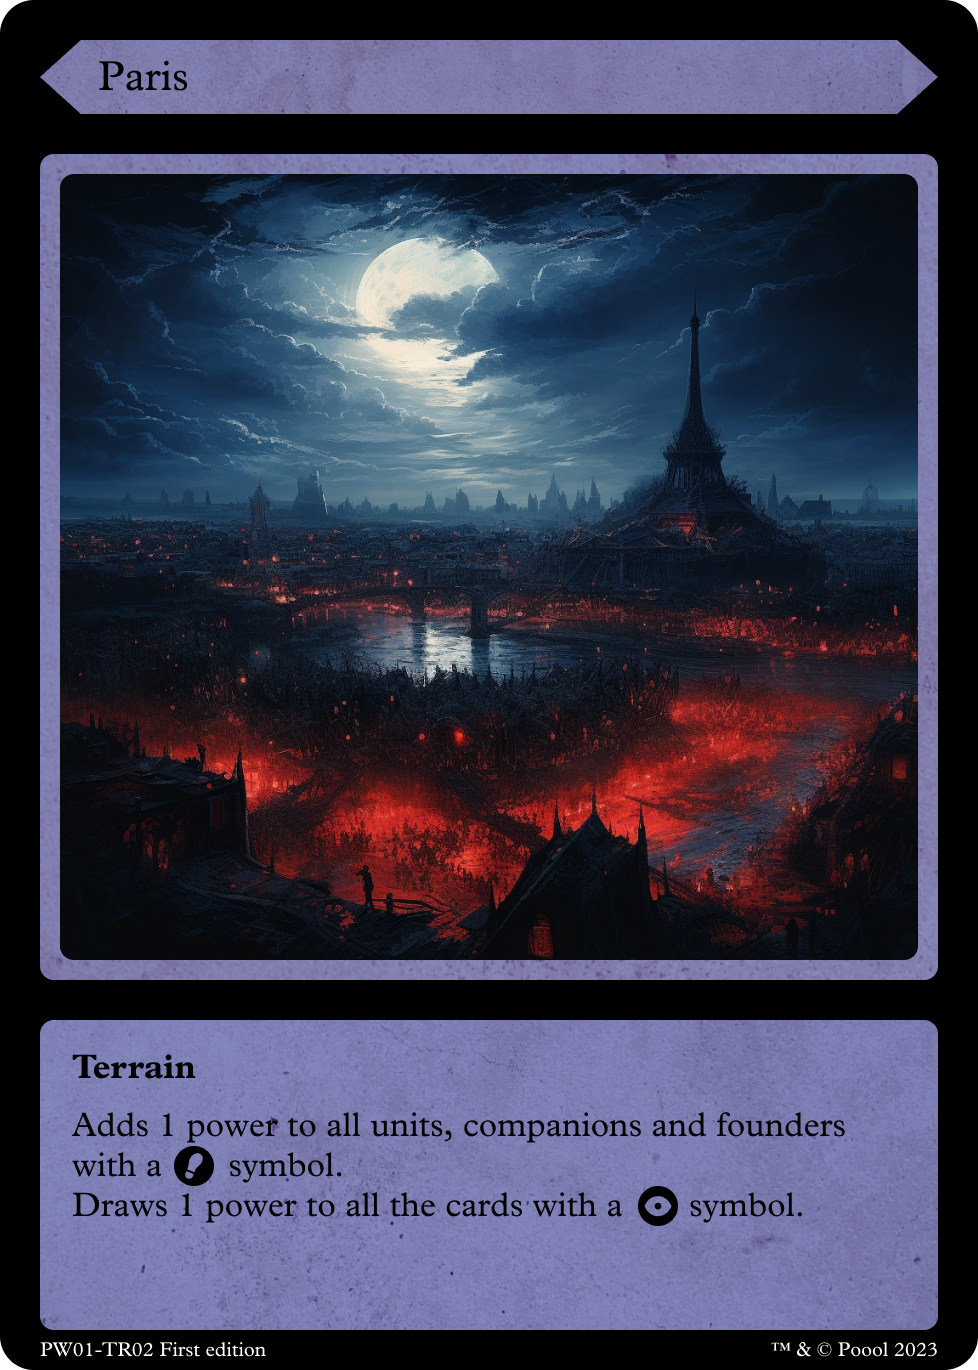 Paris
Terrain
Adds 1 power to all units, companions and founders
with a symbol.
Draws 1 power to all the cards with a symbol.
PW01-TR02 First edition
™ & © Poool 2023